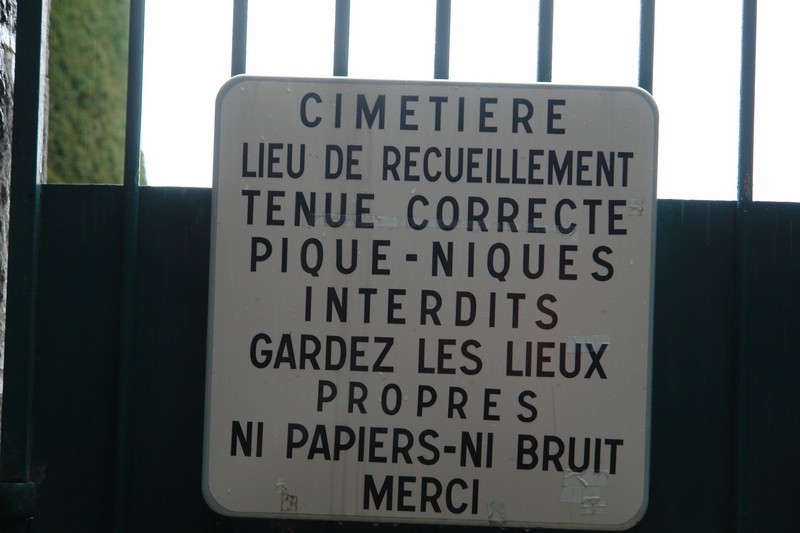 CIMETIERE
LIEU DE RECUEILLEMENT
TENUE CORRECTE
PIQUE-NIQUES
INTERDITS
GARDEZ LES LIEUX
PROPRES
NI PAPIERS-NI BRUIT
MERCI